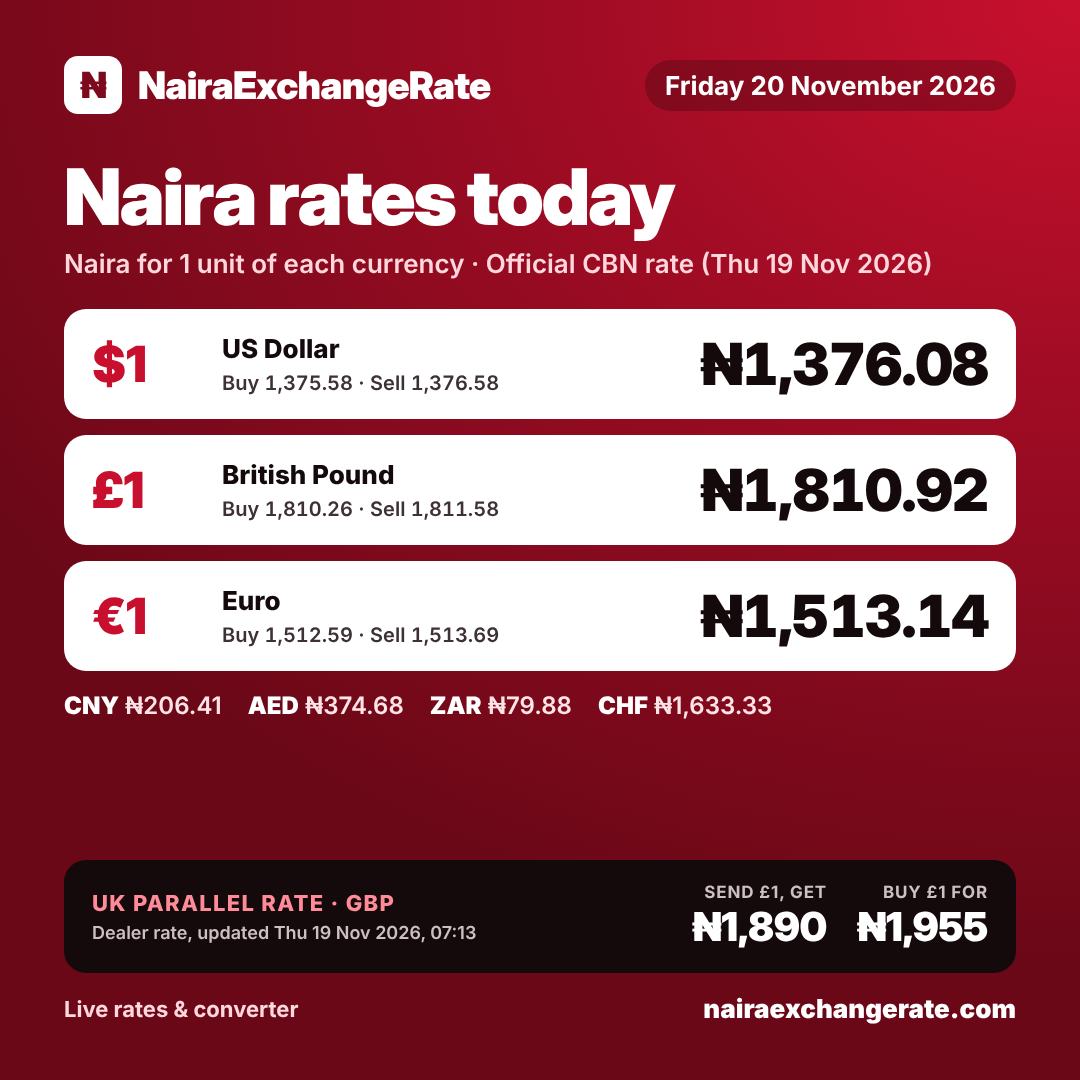 ₦ NairaExchangeRate
Friday 20 November 2026
Naira rates today
Naira for 1 unit of each currency · Official CBN rate (Thu 19 Nov 2026)
$1
US Dollar
Buy 1,375.58 · Sell 1,376.58
₦1,376.08
£1
British Pound
Buy 1,810.26 · Sell 1,811.58
₦1,810.92
€1
Euro
Buy 1,512.59 · Sell 1,513.69
₦1,513.14
CNY ₦206.41 AED ₦374.68 ZAR ₦79.88 CHF ₦1,633.33
UK PARALLEL RATE · GBP
Dealer rate, updated Thu 19 Nov 2026, 07:13
SEND £1, GET
₦1,890
BUY £1 FOR
₦1,955
Live rates & converter
nairaexchangerate.com